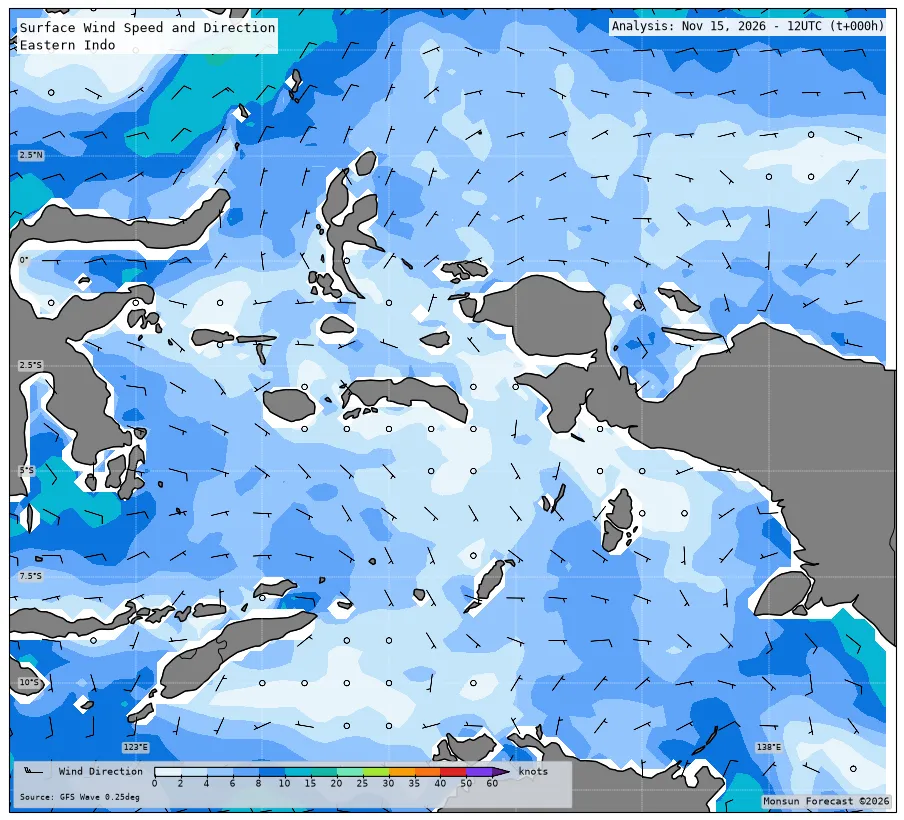 Surface Wind Speed and Direction
Eastern Indo
Analysis: Nov 15, 2026 - 12UTC (t+000h)
2.5°N
0°
2.5°S
5°S
7.5°S
10°S
123°E
138°E
Wind Direction
2 4 6 8 10 15 20 25 30 35 40 50 60
knots
Source: GFS Wave 0.25deg
Monsun Forecast ©2026